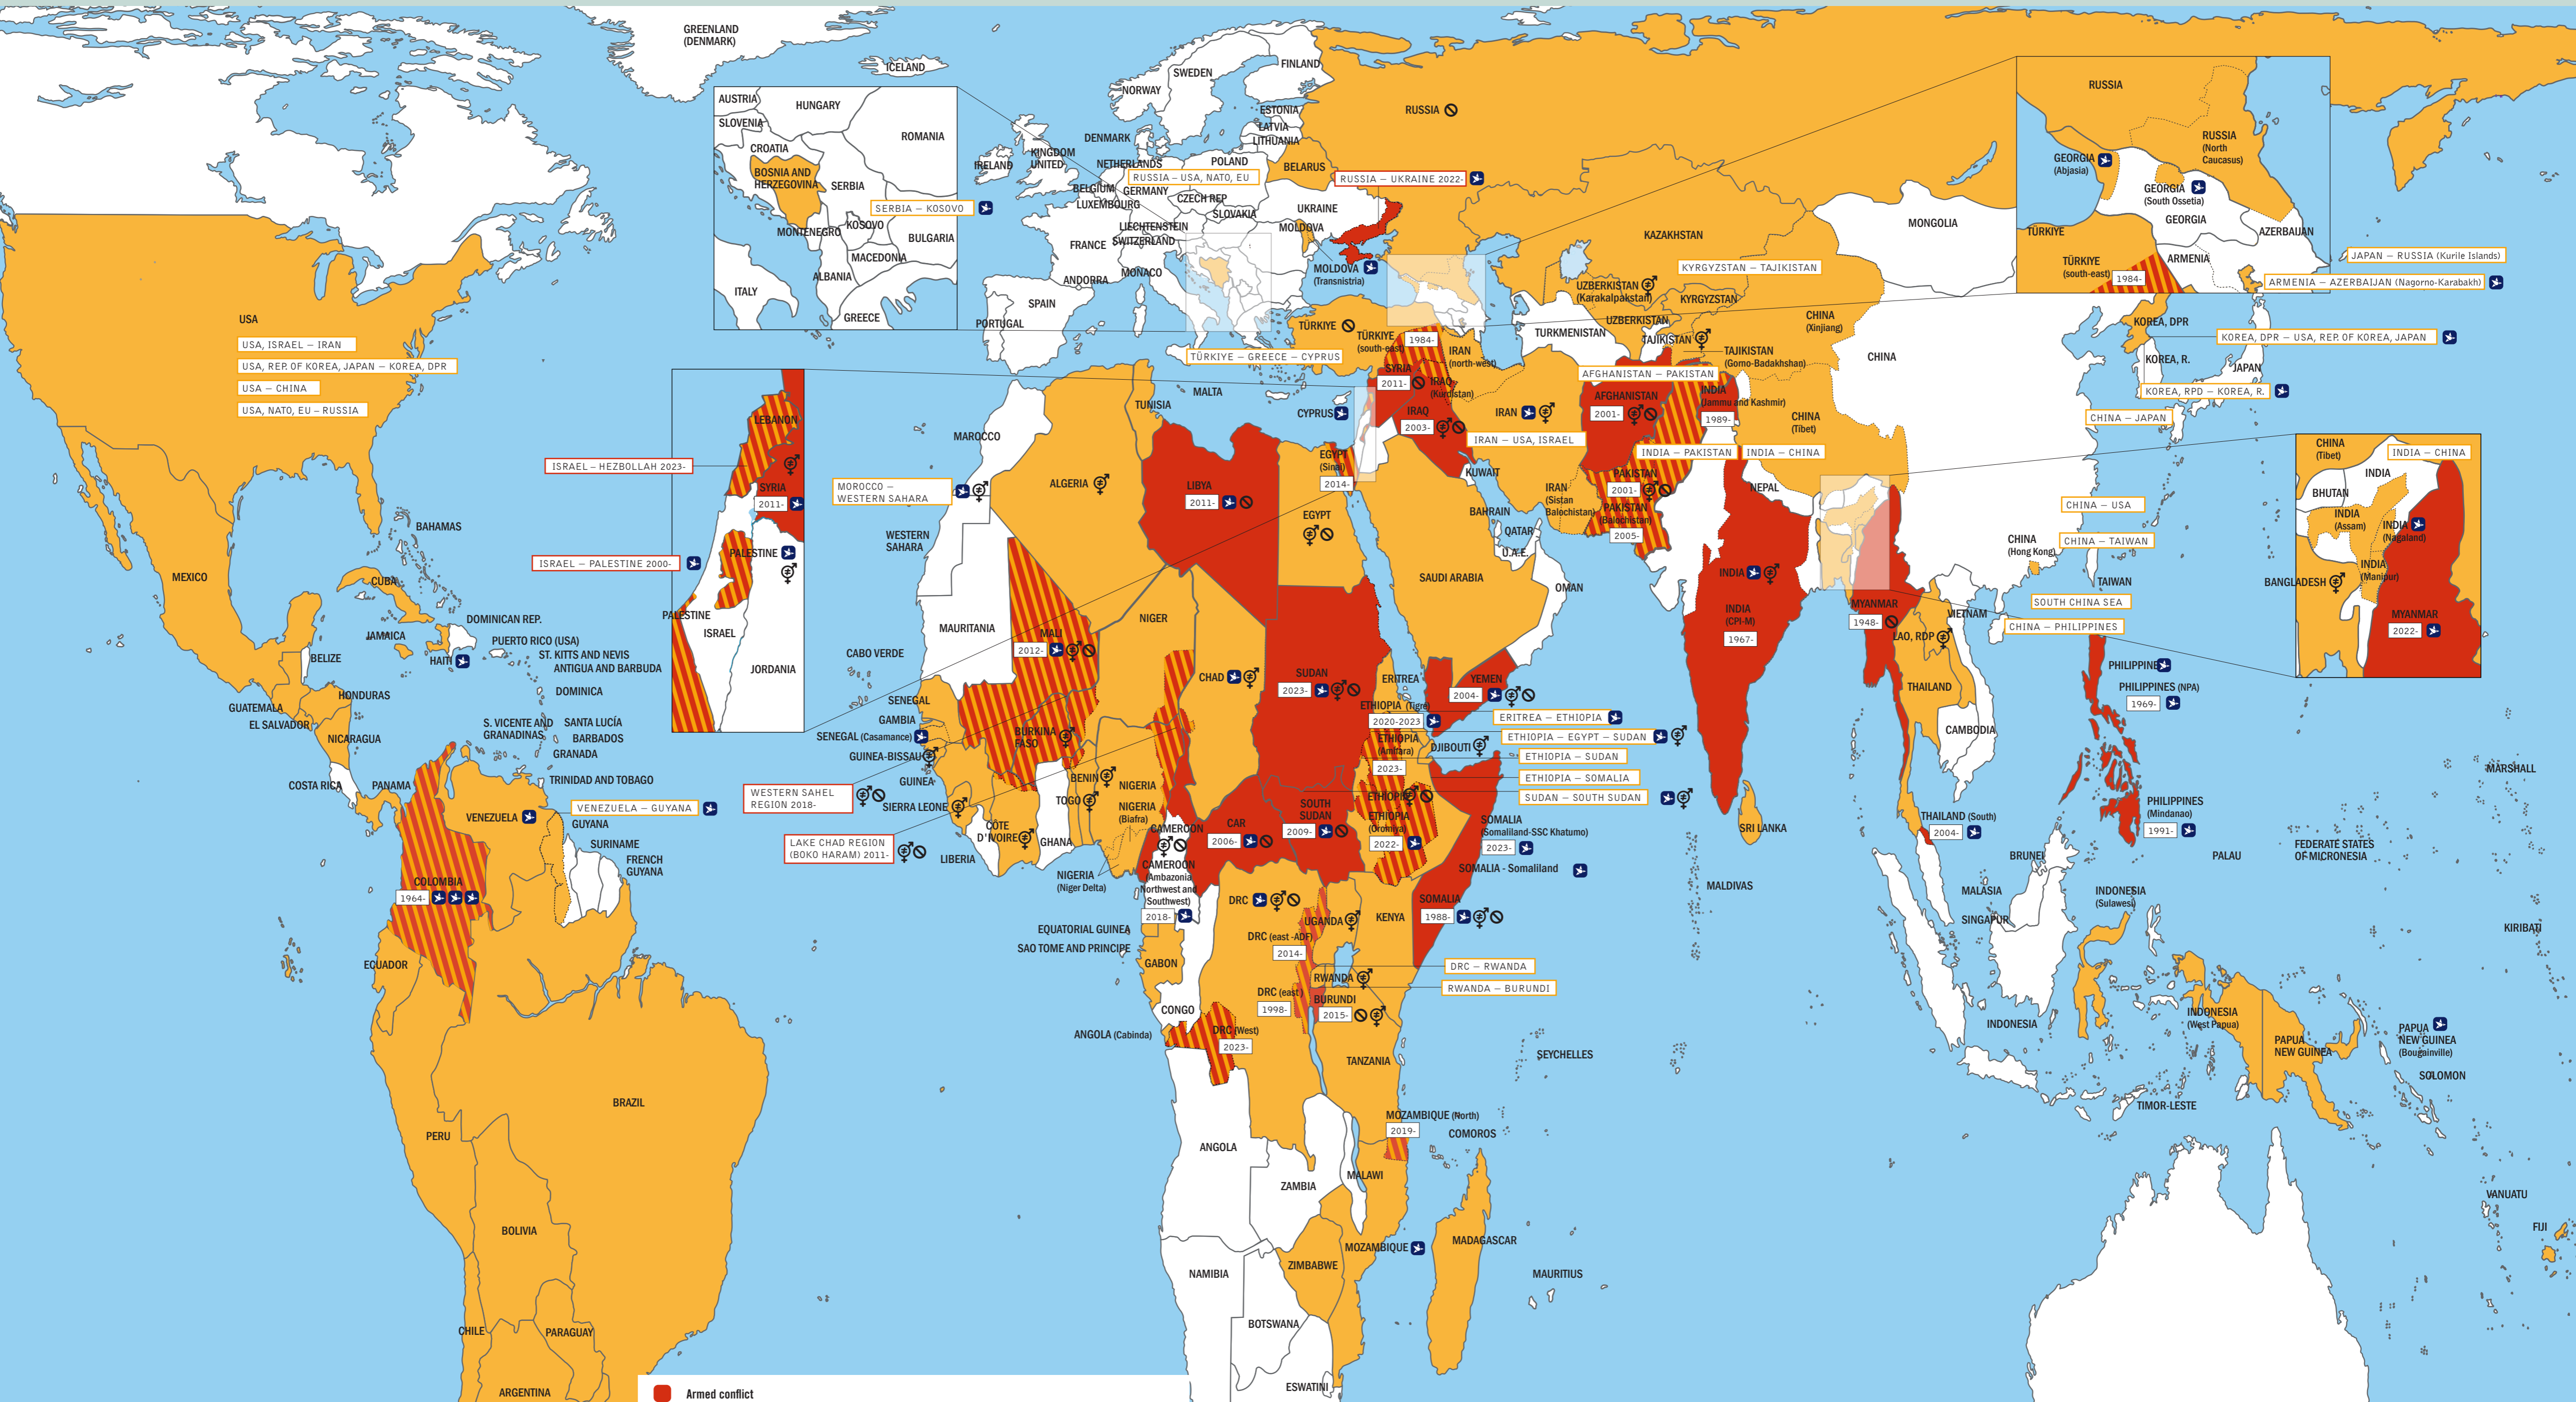 GREENLAND
(DENMARK)
ICELAND
SWEDEN
FINLAND
NORWAY
ESTONIA
LATVIA
LITHUANIA
DENMARK
KINGDOM
UNITED
IRELAND
NETHERLANDS
POLAND
BELARUS
RUSSIA
RUSSIA – USA, NATO, EU
RUSSIA – UKRAINE 2022-
BELGIUM
GERMANY
LUXEMBOURG
CZECH REP
SLOVAKIA
UKRAINE
LIECHTENSTEIN
SWITZERLAND
FRANCE
MOLDOVA
MONACO
ANDORRA
MOLDOVA
(Transnistria)
SPAIN
PORTUGAL
AUSTRIA
HUNGARY
SLOVENIA
ROMANIA
CROATIA
BOSNIA AND
HERZEGOVINA
SERBIA
SERBIA – KOSOVO
MONTENEGRO
KOSOVO
BULGARIA
MACEDONIA
ALBANIA
ITALY
GREECE
RUSSIA
RUSSIA
(North
Caucasus)
GEORGIA
(Abjasia)
GEORGIA
(South Ossetia)
GEORGIA
TÜRKIYE
AZERBAIJAN
TÜRKIYE
(south-east)
ARMENIA
1984-
JAPAN – RUSSIA (Kurile Islands)
ARMENIA – AZERBAIJAN (Nagorno-Karabakh)
KAZAKHSTAN
MONGOLIA
KYRGYZSTAN – TAJIKISTAN
UZBERKISTAN
(Karakalpakstan)
KYRGYZSTAN
UZBERKISTAN
TURKMENISTAN
TAJIKISTAN
TAJIKISTAN
(Gorno-Badakhshan)
CHINA
(Xinjiang)
CHINA
CHINA
(Tibet)
KOREA, DPR
KOREA, DPR – USA, REP. OF KOREA, JAPAN
KOREA, R.
JAPAN
KOREA, RPD – KOREA, R.
CHINA – JAPAN
USA
USA, ISRAEL – IRAN
USA, REP. OF KOREA, JAPAN – KOREA, DPR
USA – CHINA
USA, NATO, EU – RUSSIA
TÜRKIYE
TÜRKIYE
(south-east)
1984-
TÜRKIYE – GREECE – CYPRUS
IRAN
(north-west)
SYRIA
2011-
IRAQ
(Kurdistan)
CYPRUS
IRAQ
2003-
IRAN
IRAN – USA, ISRAEL
AFGHANISTAN – PAKISTAN
AFGHANISTAN
2001-
INDIA
(Jammu and Kashmir)
1989-
INDIA – PAKISTAN
INDIA – CHINA
PAKISTAN
2001-
PAKISTAN
(Balochistan)
2005-
IRAN
(Sistan
Balochistan)
KUWAIT
BAHRAIN
QATAR
U.A.E.
OMAN
SAUDI ARABIA
NEPAL
INDIA
INDIA
(CPI-M)
1967-
MALTA
TUNISIA
MAROCCO
MOROCCO –
WESTERN SAHARA
WESTERN
SAHARA
ALGERIA
LIBYA
2011-
EGYPT
(Sinai)
2014-
EGYPT
LEBANON
ISRAEL – HEZBOLLAH 2023-
SYRIA
2011-
ISRAEL – PALESTINE 2000-
PALESTINE
PALESTINE
ISRAEL
JORDANIA
CHINA
(Tibet)
INDIA – CHINA
INDIA
BHUTAN
INDIA
(Assam)
INDIA
(Nagaland)
INDIA
(Manipur)
BANGLADESH
MYANMAR
2022-
CHINA – USA
CHINA
(Hong Kong)
CHINA – TAIWAN
TAIWAN
SOUTH CHINA SEA
CHINA – PHILIPPINES
MYANMAR
1948-
LAO, RDP
VIETNAM
THAILAND
CAMBODIA
PHILIPPINE
PHILIPPINES (NPA)
1969-
PHILIPPINES
(Mindanao)
1991-
THAILAND (South)
2004-
MEXICO
BAHAMAS
CUBA
DOMINICAN REP.
JAMAICA
HAITI
PUERTO RICO (USA)
ST. KITTS AND NEVIS
ANTIGUA AND BARBUDA
BELIZE
DOMINICA
HONDURAS
GUATEMALA
EL SALVADOR
S. VICENTE AND
GRANADINAS
SANTA LUCÍA
BARBADOS
NICARAGUA
GRANADA
COSTA RICA
PANAMA
TRINIDAD AND TOBAGO
VENEZUELA
VENEZUELA – GUYANA
GUYANA
SURINAME
FRENCH
GUYANA
COLOMBIA
1964-
ECUADOR
PERU
BRAZIL
BOLIVIA
CHILE
PARAGUAY
ARGENTINA
CABO VERDE
MAURITANIA
MALI
2012-
NIGER
CHAD
SUDAN
2023-
ERITREA
YEMEN
2004-
SENEGAL
GAMBIA
SENEGAL (Casamance)
GUINEA-BISSAU
GUINEA
SIERRA LEONE
LIBERIA
BURKINA
FASO
CÔTE
D'NOIRE
GHANA
TOGO
BENIN
NIGERIA
NIGERIA
(Biafra)
NIGERIA
(Niger Delta)
WESTERN SAHEL
REGION 2018-
LAKE CHAD REGION
(BOKO HARAM) 2011-
CAMEROON
CAMEROON
(Ambazonia
Northwest and
Southwest)
2018-
CAR
2006-
SOUTH
SUDAN
2009-
ETHIOPIA (Tigre)
2020-2023
ETHIOPIA
(Amhara)
2023-
DJIBOUTI
ETHIOPIA
ETHIOPIA
(Oromiya)
2022-
ERITREA – ETHIOPIA
ETHIOPIA – EGYPT – SUDAN
ETHIOPIA – SUDAN
ETHIOPIA – SOMALIA
SUDAN – SOUTH SUDAN
SOMALIA
(Somaliland-SSC Khatumo)
2023-
SOMALIA - Somaliland
SOMALIA
1988-
EQUATORIAL GUINEA
SAO TOME AND PRINCIPE
GABON
CONGO
ANGOLA (Cabinda)
DRC
DRC (east -ADF)
2014-
DRC (east)
1998-
DRC (West)
2023-
UGANDA
KENYA
RWANDA
BURUNDI
2015-
DRC – RWANDA
RWANDA – BURUNDI
TANZANIA
SEYCHELLES
MOZAMBIQUE (North)
2019-
COMOROS
ANGOLA
ZAMBIA
MALAWI
MOZAMBIQUE
MADAGASCAR
ZIMBABWE
NAMIBIA
BOTSWANA
MAURITIUS
ESWATINI
SRI LANKA
MALDIVAS
BRUNEI
MALASIA
SINGAPUR
INDONESIA
INDONESIA
(Sulawesi)
INDONESIA
(West Papua)
TIMOR-LESTE
PALAU
FEDERATE STATES
OF MICRONESIA
MARSHALL
KIRIBATI
PAPUA
NEW GUINEA
PAPUA
NEW GUINEA
(Bougainville)
SOLOMON
VANUATU
FIJI
Armed conflict